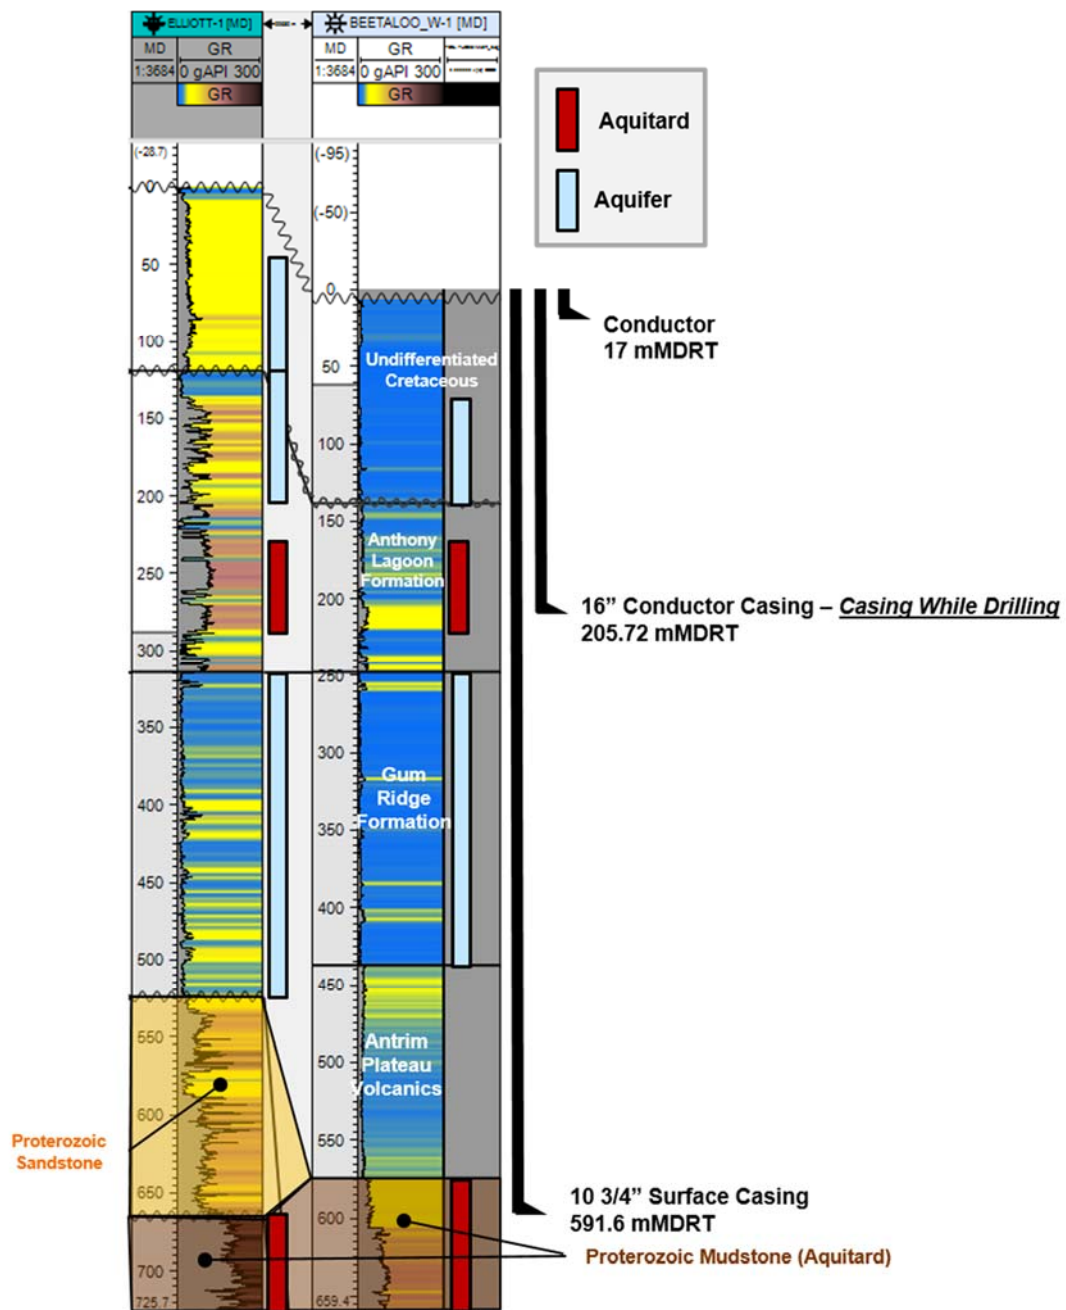 ELLIOTT-1 [MD]
BEETALOO_W-1 [MD]
MD GR
1:3684 0 gAPI 300
GR
MD GR
1:3684 0 gAPI 300
GR
(-28.7)
0
50
100
150
200
250
300
350
400
450
500
550
600
650
700
725.7
(-95)
(-50)
0
50
100
150
200
250
300
350
400
450
500
550
600
659.4
Undifferentiated
Cretaceous
Anthony
Lagoon
Formation
Gum
Ridge
Formation
Antrim
Plateau
Volcanics
Aquitard
Aquifer
Conductor
17 mMDRT
16” Conductor Casing – Casing While Drilling
205.72 mMDRT
10 3/4” Surface Casing
591.6 mMDRT
Proterozoic
Sandstone
Proterozoic Mudstone (Aquitard)